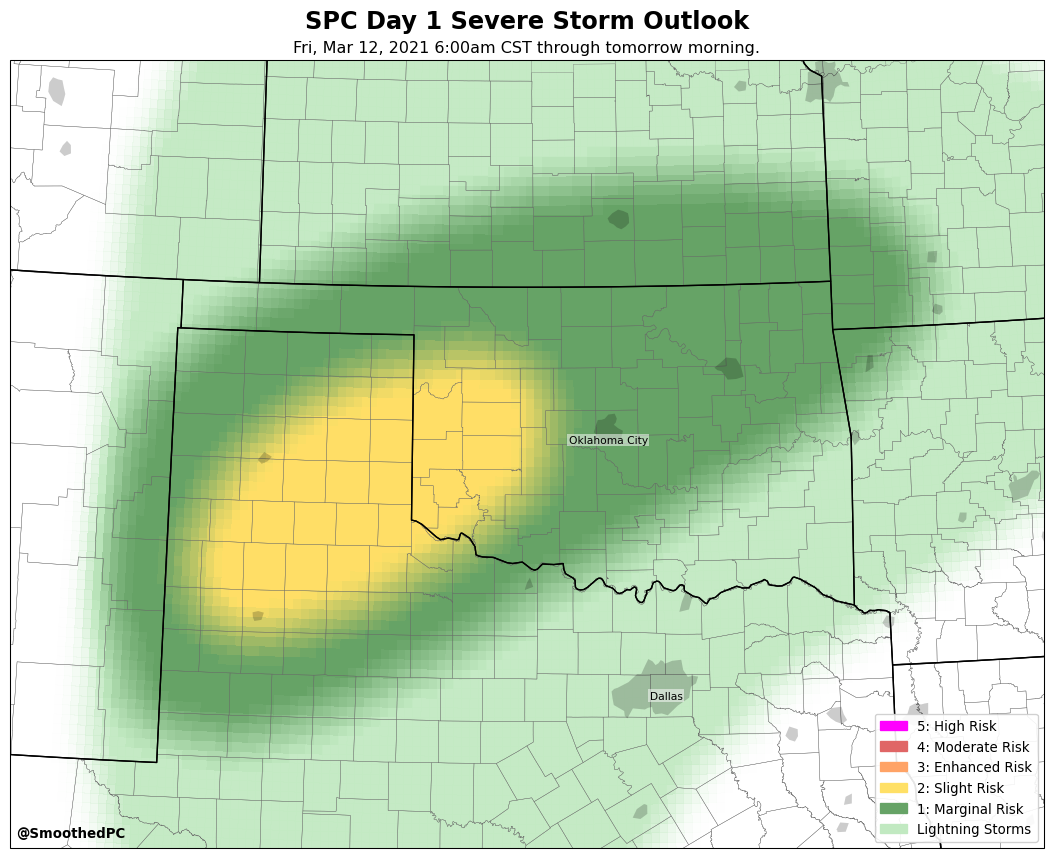 SPC Day 1 Severe Storm Outlook
Fri, Mar 12, 2021 6:00am CST through tomorrow morning.
Oklahoma City
Dallas
5: High Risk
4: Moderate Risk
3: Enhanced Risk
2: Slight Risk
1: Marginal Risk
Lightning Storms
@SmoothedPC